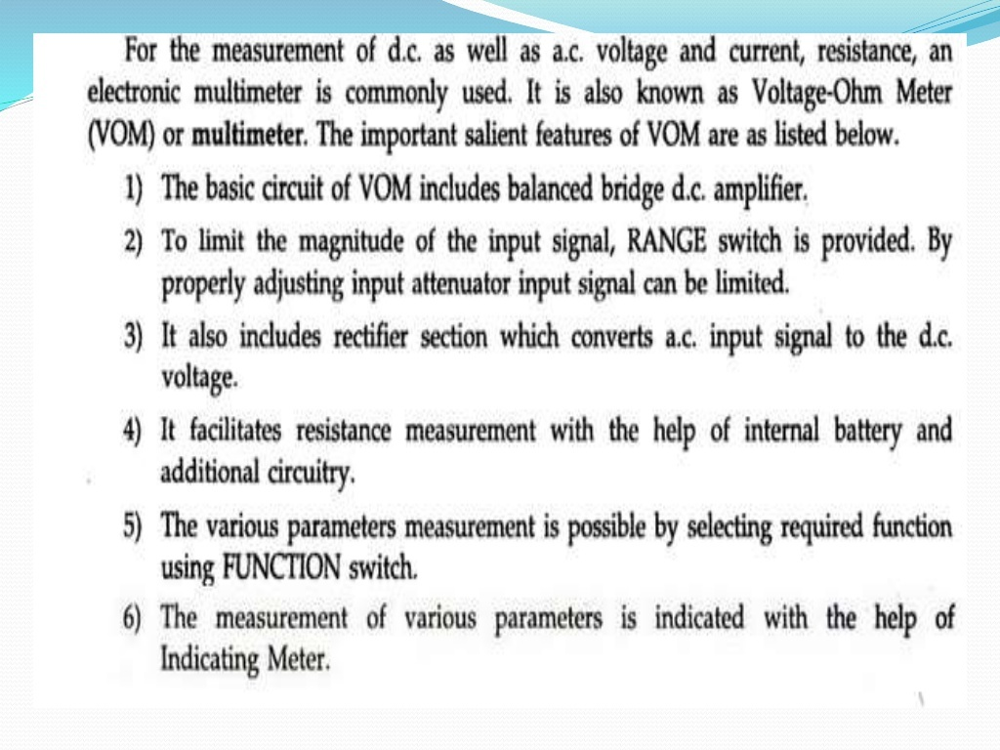 For the measurement of d.c. as well as a.c. voltage and current, resistance, an
electronic multimeter is commonly used. It is also known as Voltage-Ohm Meter
(VOM) or multimeter. The important salient features of VOM are as listed below.
1) The basic circuit of VOM includes balanced bridge d.c. amplifier.
2) To limit the magnitude of the input signal, RANGE switch is provided. By
properly adjusting input attenuator input signal can be limited.
3) It also includes rectifier section which converts a.c. input signal to the d.c.
voltage.
4) It facilitates resistance measurement with the help of internal battery and
additional circuitry.
5) The various parameters measurement is possible by selecting required function
using FUNCTION switch.
6) The measurement of various parameters is indicated with the help of
Indicating Meter.